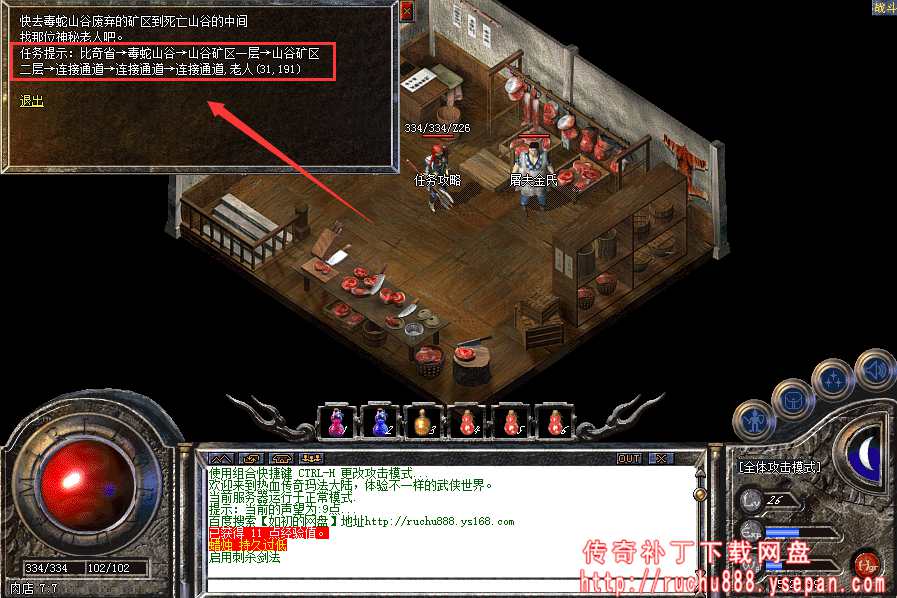 快去毒蛇山谷废弃的矿区到死亡山谷的中间
找那位神秘老人吧。
任务提示: 比奇省→毒蛇山谷→山谷矿区一层→山谷矿区
二层→连接通道→连接通道→连接通道,老人(31,191)
退出
战斗
334/334/Z26
任务攻略
屠夫金氏
OUT
使用组合快捷键 CTRL-H 更改攻击模式...
欢迎来到热血传奇玛法大陆，体验不一样的武侠世界。
当前服务器运行于正常模式.
提示: 当前的声望为:9点...
百度搜索【如初的网盘】地址http://ruchu888.ys168.com
已获得 11 点经验值。
蜡烛 持久过低
启用刺杀剑法
[全体攻击模式]
26
334/334
102/102
肉店 7:7
传奇补丁下载网盘
http://ruchu888.ysepan.com